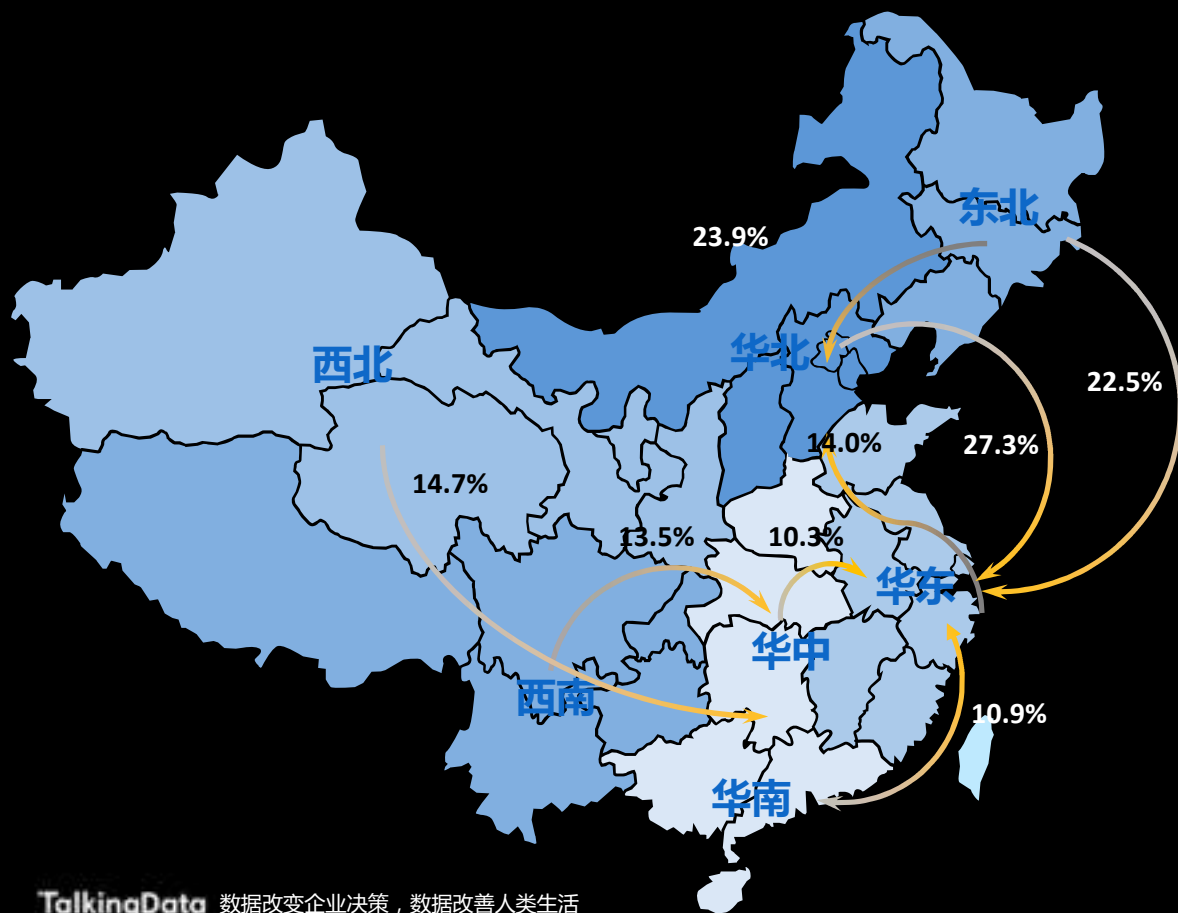 东北
23.9%
华北
西北
22.5%
14.0%
27.3%
14.7%
13.5%
10.3%
华东
华中
西南
10.9%
华南
TalkingData 数据改变企业决策，数据改善人类生活